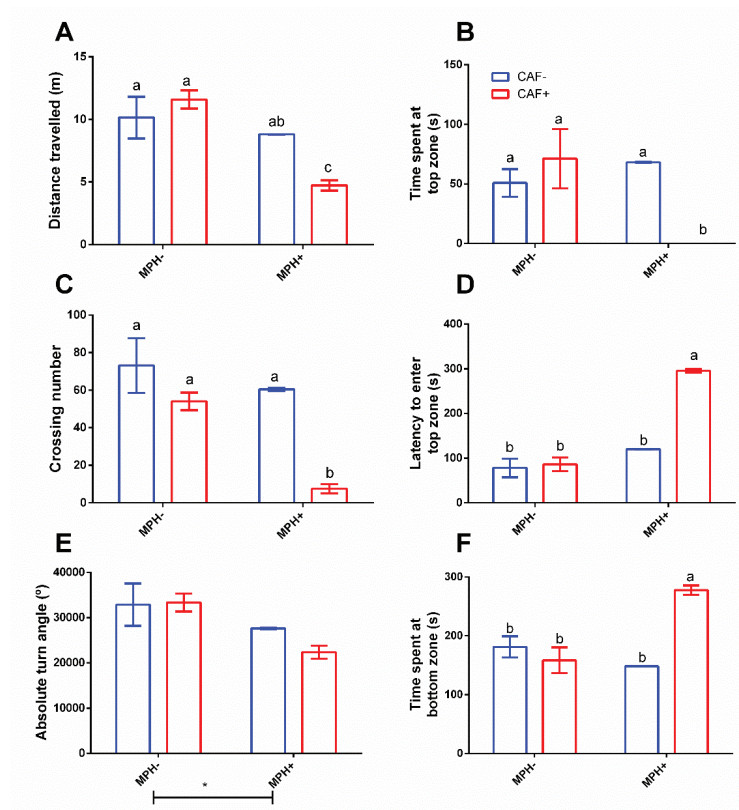 A
Distance travelled (m)
15
10
5
0
a
a
ab
c
MPH-
MPH+
B
Time spent at
top zone (s)
150
100
50
0
CAF-
CAF+
a
a
a
b
MPH-
MPH+
C
Crossing number
100
80
60
40
20
0
a
a
a
b
MPH-
MPH+
D
Latency to enter
top zone (s)
400
300
200
100
0
b
b
b
a
MPH-
MPH+
E
Absolute turn angle (º)
40000
30000
20000
10000
0
MPH-
MPH+
*
F
Time spent at
bottom zone (s)
300
200
100
0
b
b
b
a
MPH-
MPH+